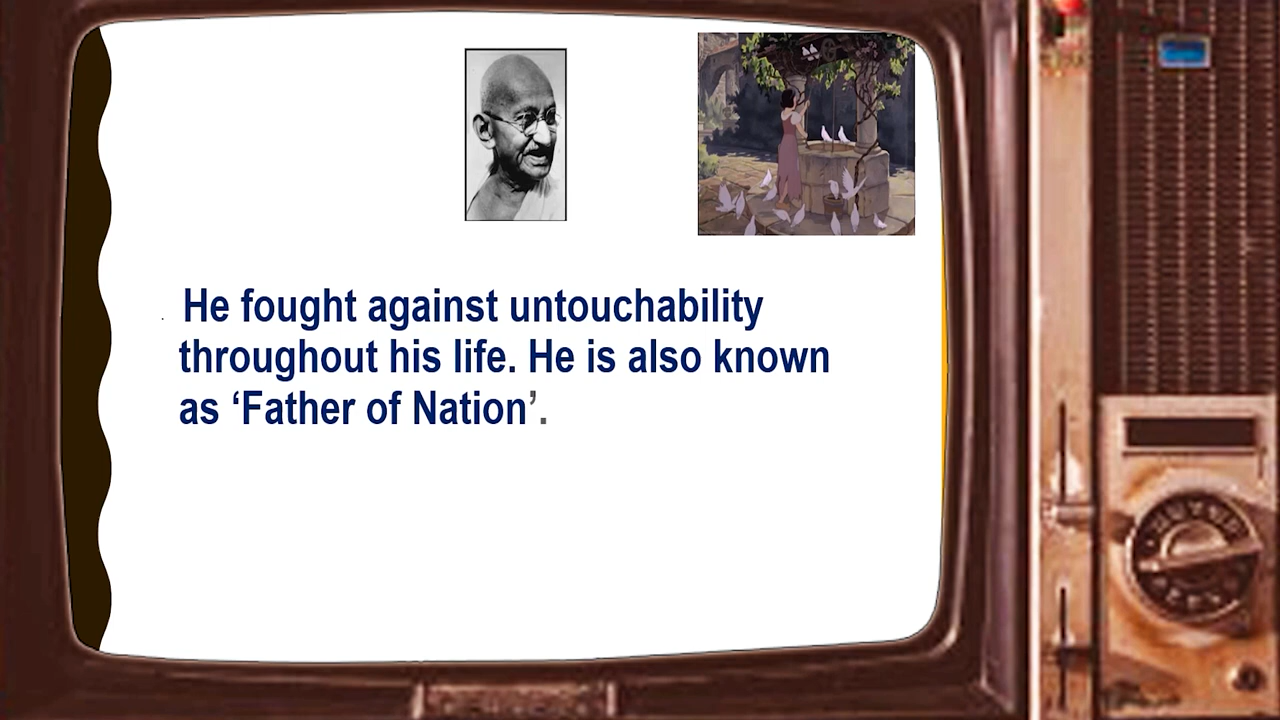 He fought against untouchability
throughout his life. He is also known
as ‘Father of Nation’.